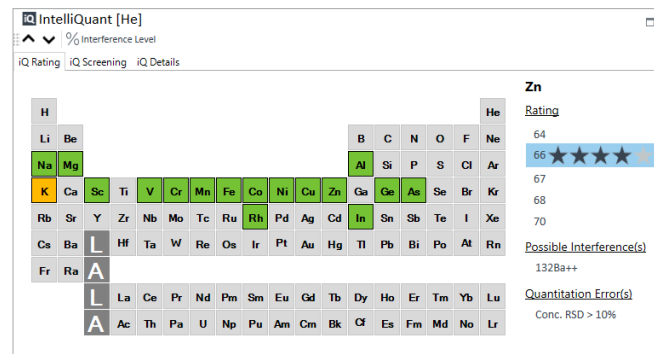 iQ IntelliQuant [He]
% Interference Level
iQ Rating iQ Screening iQ Details
Zn
Rating
H He
Li Be B C N O F Ne
64
Na Mg Al Si P S Cl Ar
66
K Ca Sc Ti V Cr Mn Fe Co Ni Cu Zn Ga Ge As Se Br Kr
67
68
Rb Sr Y Zr Nb Mo Tc Ru Rh Pd Ag Cd In Sn Sb Te I Xe
70
Cs Ba L Hf Ta W Re Os Ir Pt Au Hg Tl Pb Bi Po At Rn
Possible Interference(s)
Fr Ra A
132Ba++
L La Ce Pr Nd Pm Sm Eu Gd Tb Dy Ho Er Tm Yb Lu
Quantitation Error(s)
A Ac Th Pa U Np Pu Am Cm Bk Cf Es Fm Md No Lr
Conc. RSD > 10%